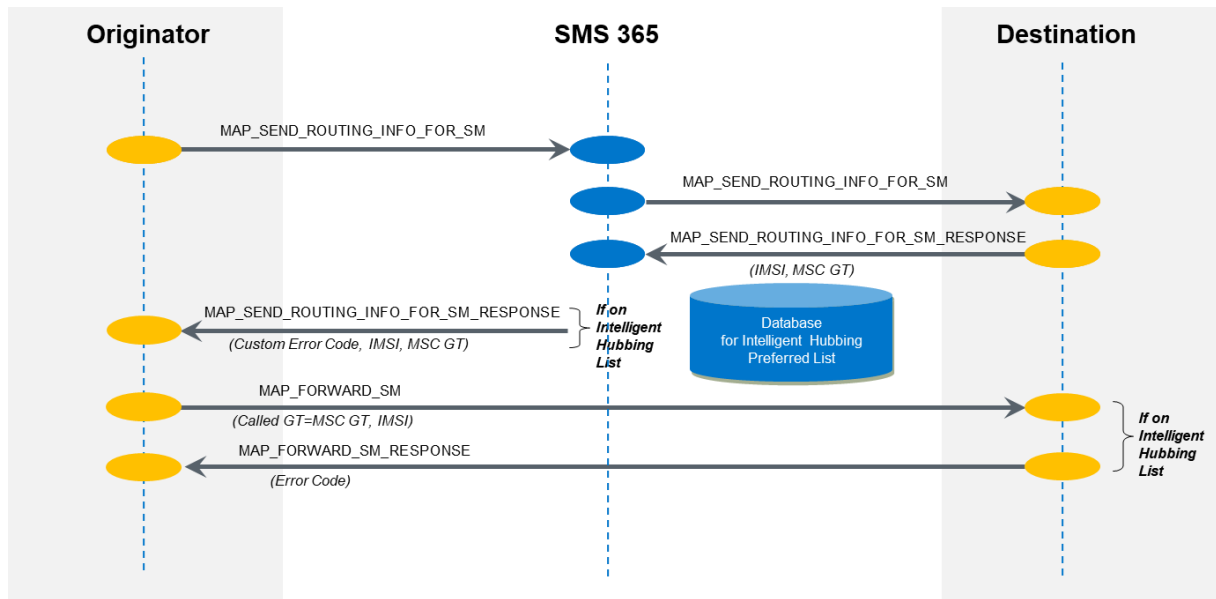 Originator
SMS 365
Destination
MAP_SEND_ROUTING_INFO_FOR_SM
MAP_SEND_ROUTING_INFO_FOR_SM
MAP_SEND_ROUTING_INFO_FOR_SM_RESPONSE
(IMSI, MSC GT)
MAP_SEND_ROUTING_INFO_FOR_SM_RESPONSE
(Custom Error Code, IMSI, MSC GT)
If on
Intelligent
Hubbing
List
Database
for Intelligent Hubbing
Preferred List
MAP_FORWARD_SM
(Called GT=MSC GT, IMSI)
MAP_FORWARD_SM_RESPONSE
(Error Code)
If on
Intelligent
Hubbing
List